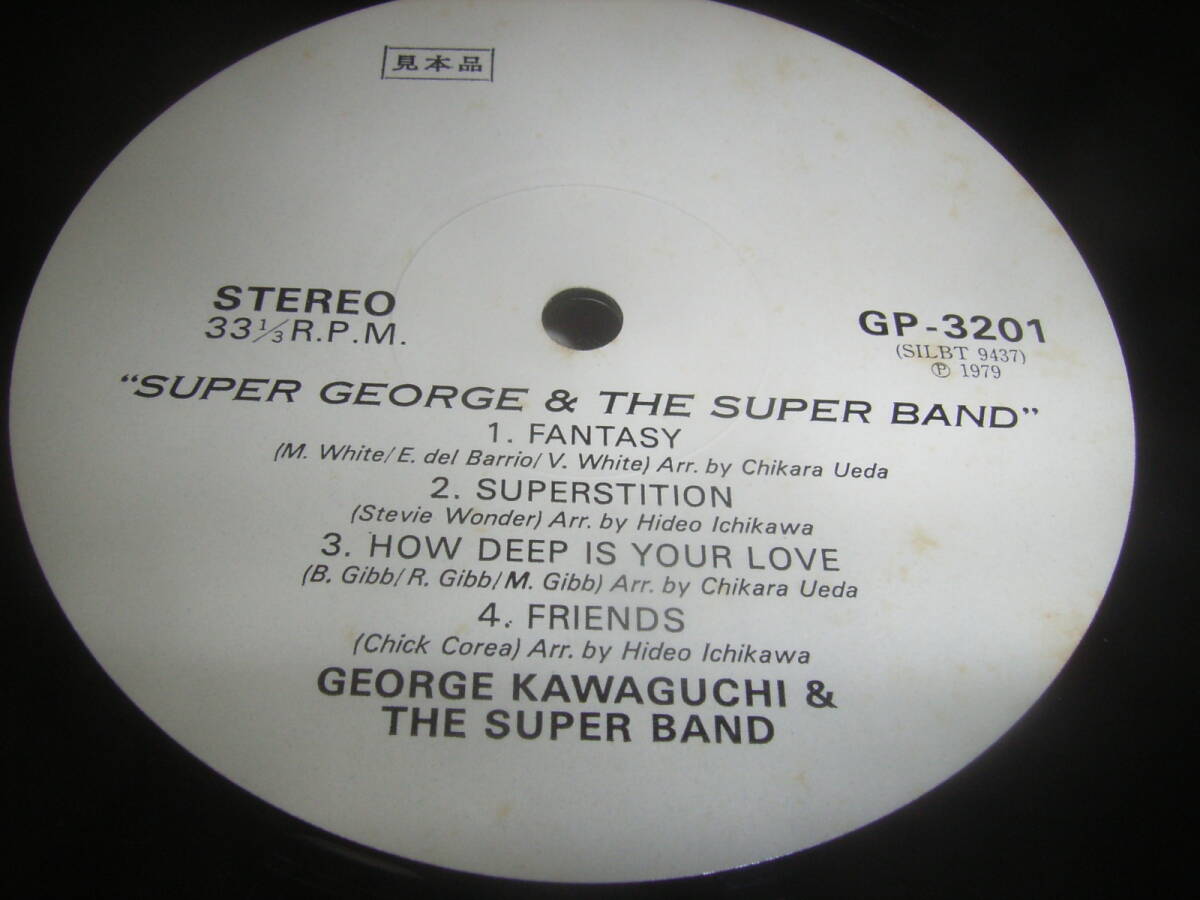 見本品
STEREO
33 1/3 R.P.M.
GP-3201
(SILBT 9437)
Ⓟ 1979
"SUPER GEORGE & THE SUPER BAND"
1. FANTASY
(M. White/E. del Barrio/V. White) Arr. by Chikara Ueda
2. SUPERSTITION
(Stevie Wonder) Arr. by Hideo Ichikawa
3. HOW DEEP IS YOUR LOVE
(B. Gibb/R. Gibb/M. Gibb) Arr. by Chikara Ueda
4. FRIENDS
(Chick Corea) Arr. by Hideo Ichikawa
GEORGE KAWAGUCHI &
THE SUPER BAND